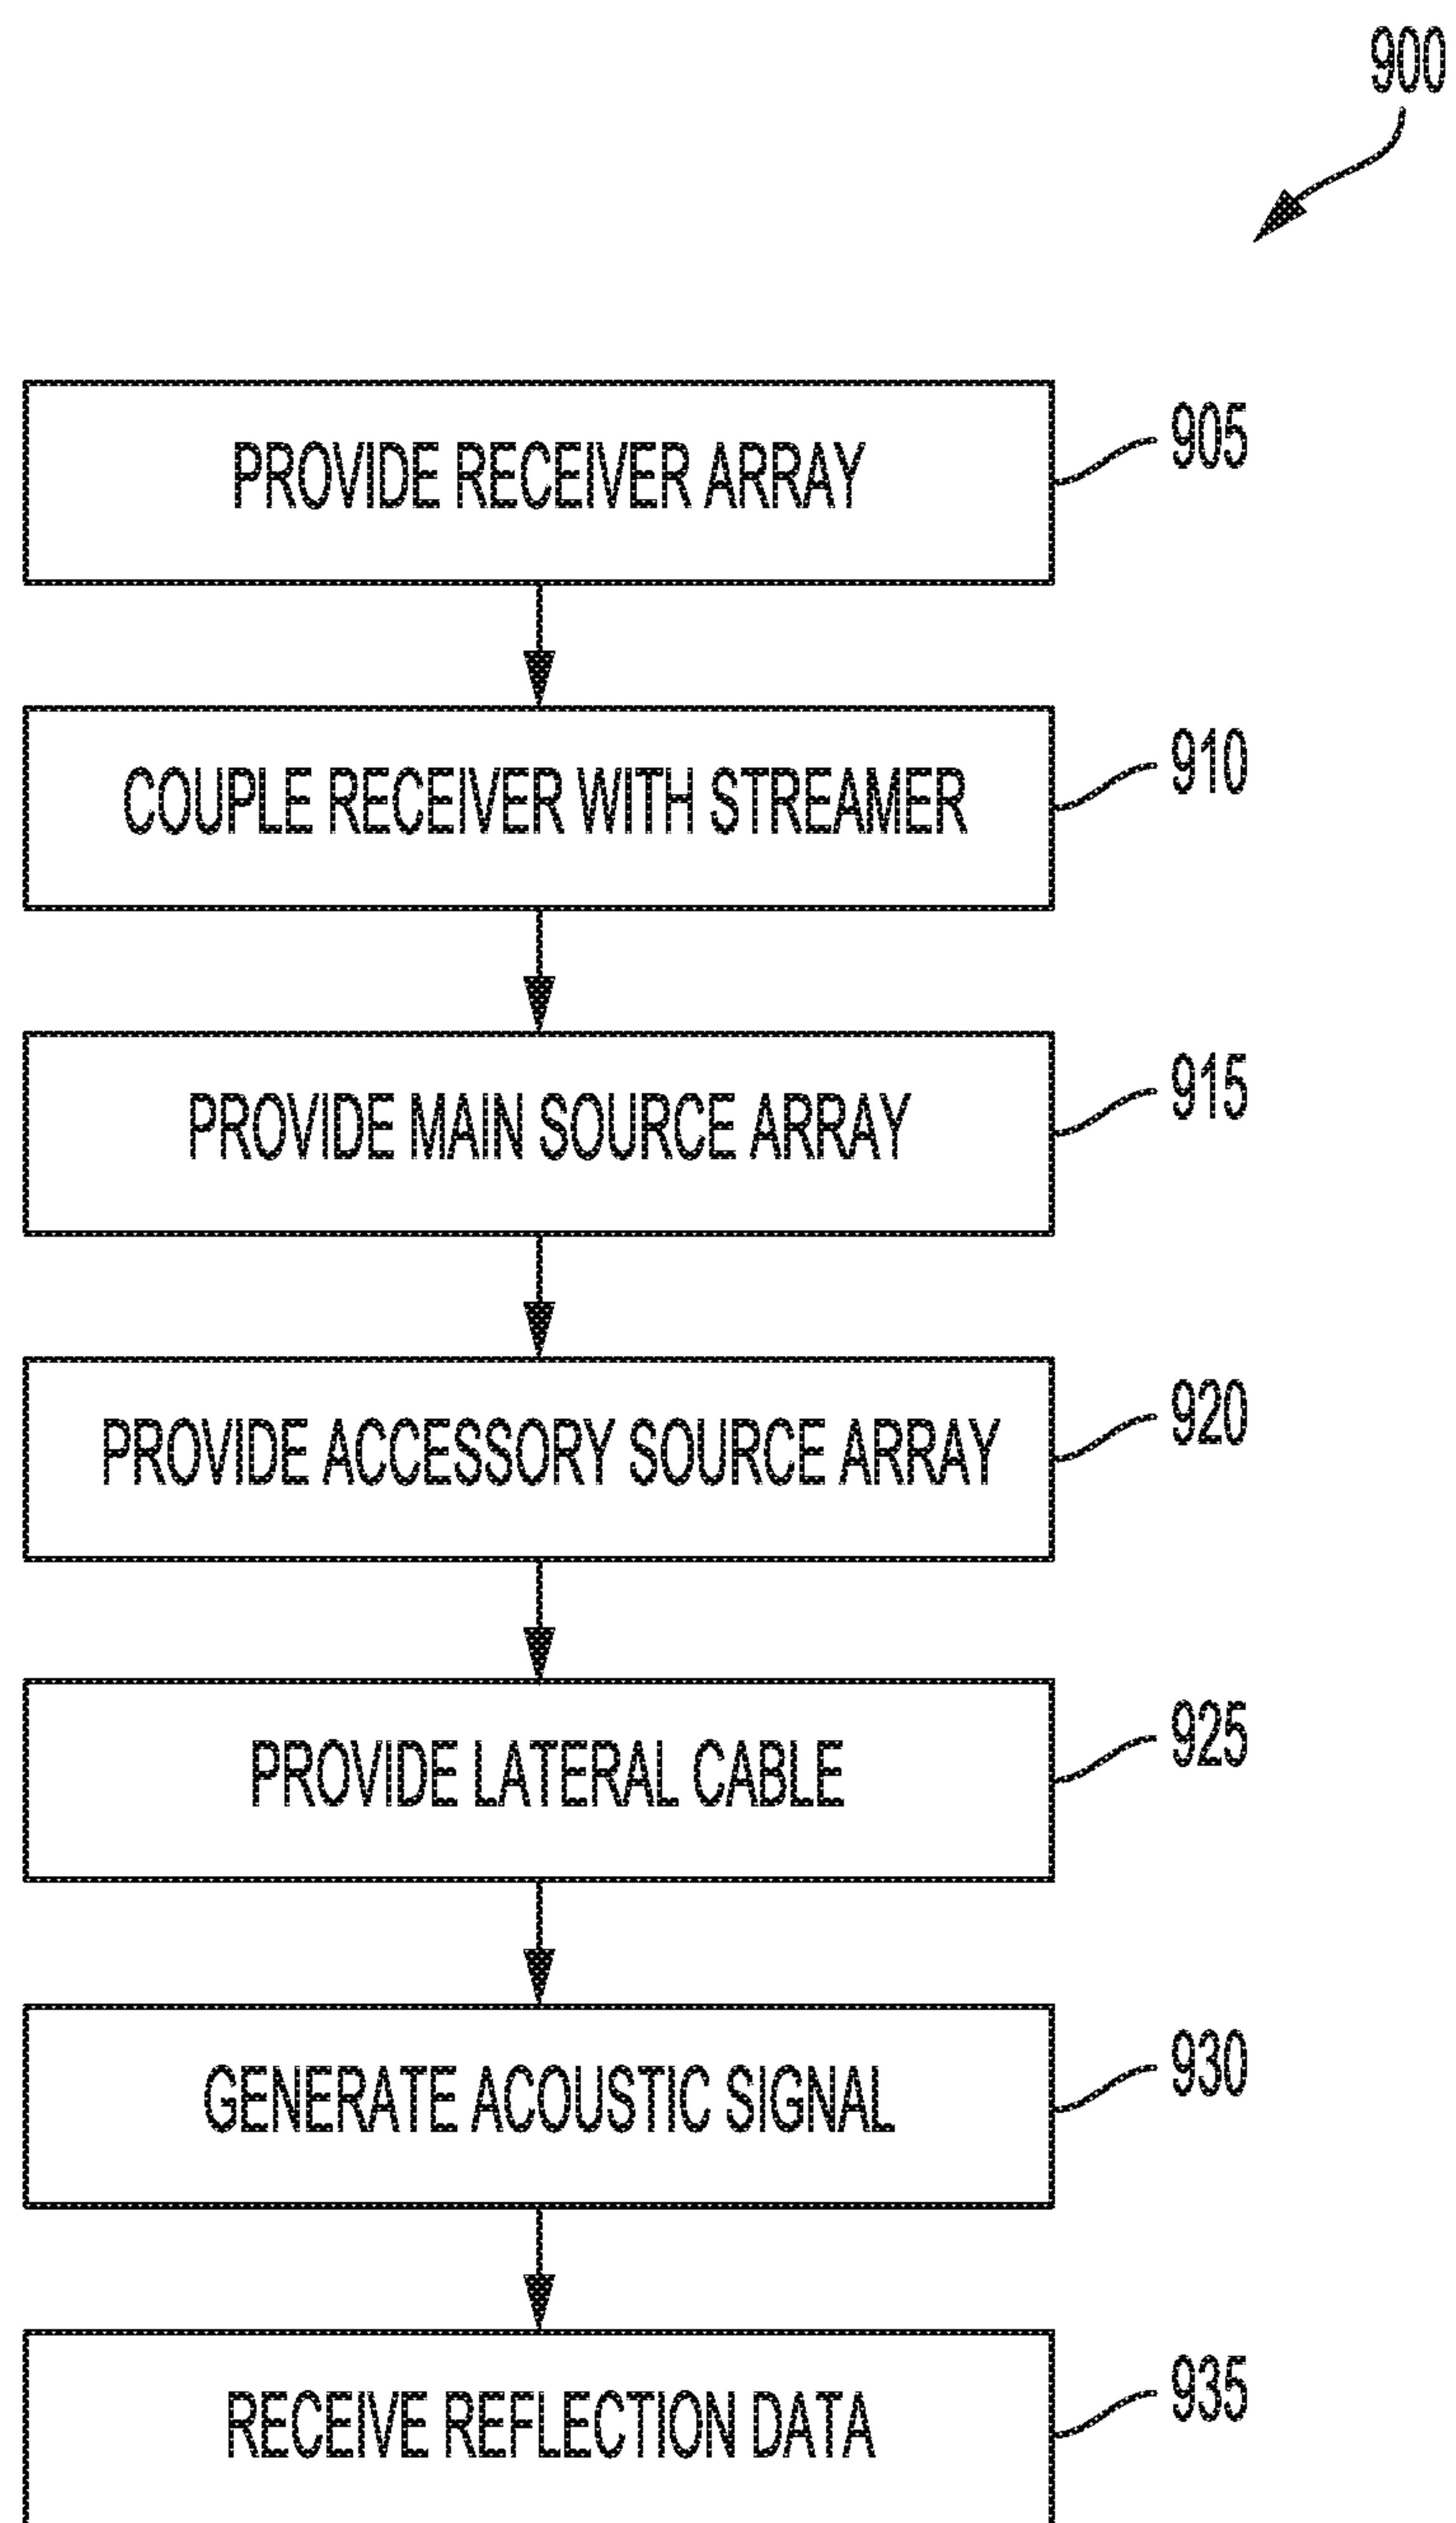 900
PROVIDE RECEIVER ARRAY
905
COUPLE RECEIVER WITH STREAMER
910
PROVIDE MAIN SOURCE ARRAY
915
PROVIDE ACCESSORY SOURCE ARRAY
920
PROVIDE LATERAL CABLE
925
GENERATE ACOUSTIC SIGNAL
930
RECEIVE REFLECTION DATA
935